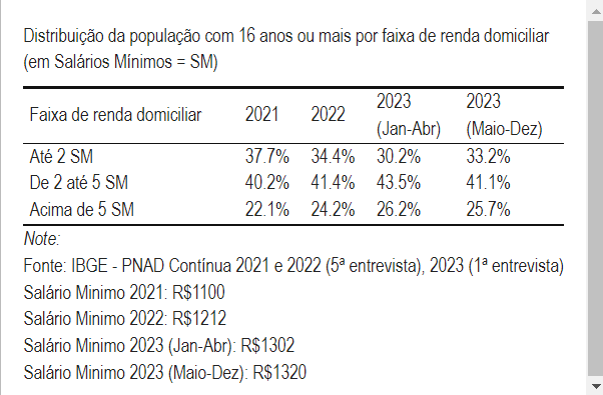 Distribuição da população com 16 anos ou mais por faixa de renda domiciliar
(em Salários Mínimos = SM)
Faixa de renda domiciliar 2021 2022 2023 (Jan-Abr) 2023 (Maio-Dez)
Até 2 SM 37.7% 34.4% 30.2% 33.2%
De 2 até 5 SM 40.2% 41.4% 43.5% 41.1%
Acima de 5 SM 22.1% 24.2% 26.2% 25.7%
Note:
Fonte: IBGE - PNAD Contínua 2021 e 2022 (5ª entrevista), 2023 (1ª entrevista)
Salário Minimo 2021: R$1100
Salário Minimo 2022: R$1212
Salário Minimo 2023 (Jan-Abr): R$1302
Salário Minimo 2023 (Maio-Dez): R$1320